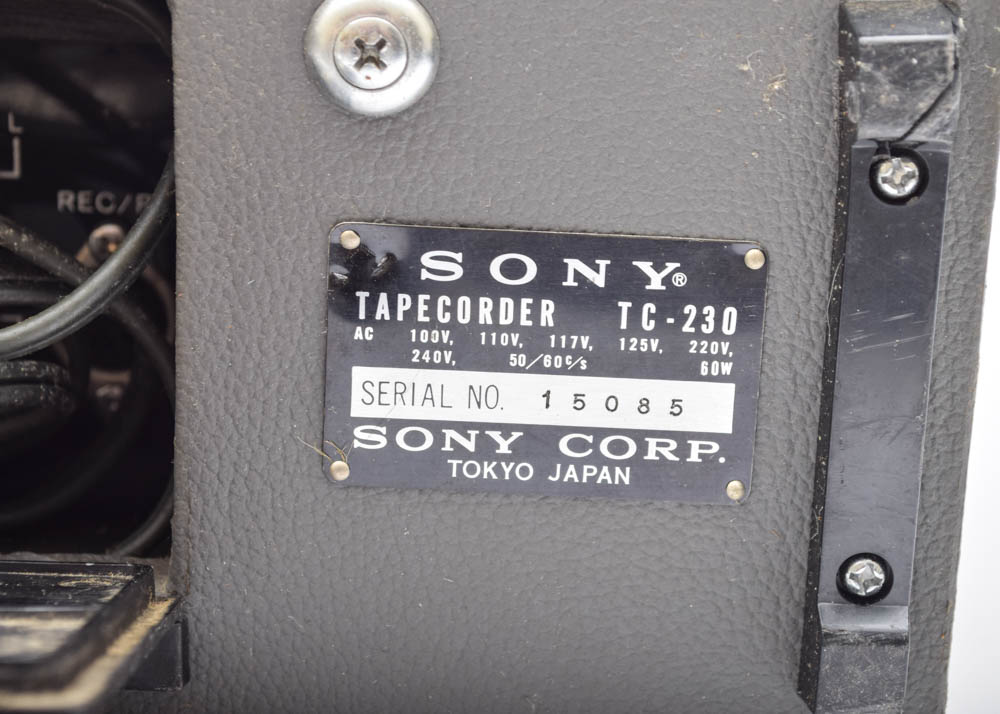 L
REC/P
SONY®
TAPECORDER TC-230
AC 100V, 110V, 117V, 125V, 220V,
240V, 50/60c/s 60W
SERIAL NO. 15085
SONY CORP.
TOKYO JAPAN